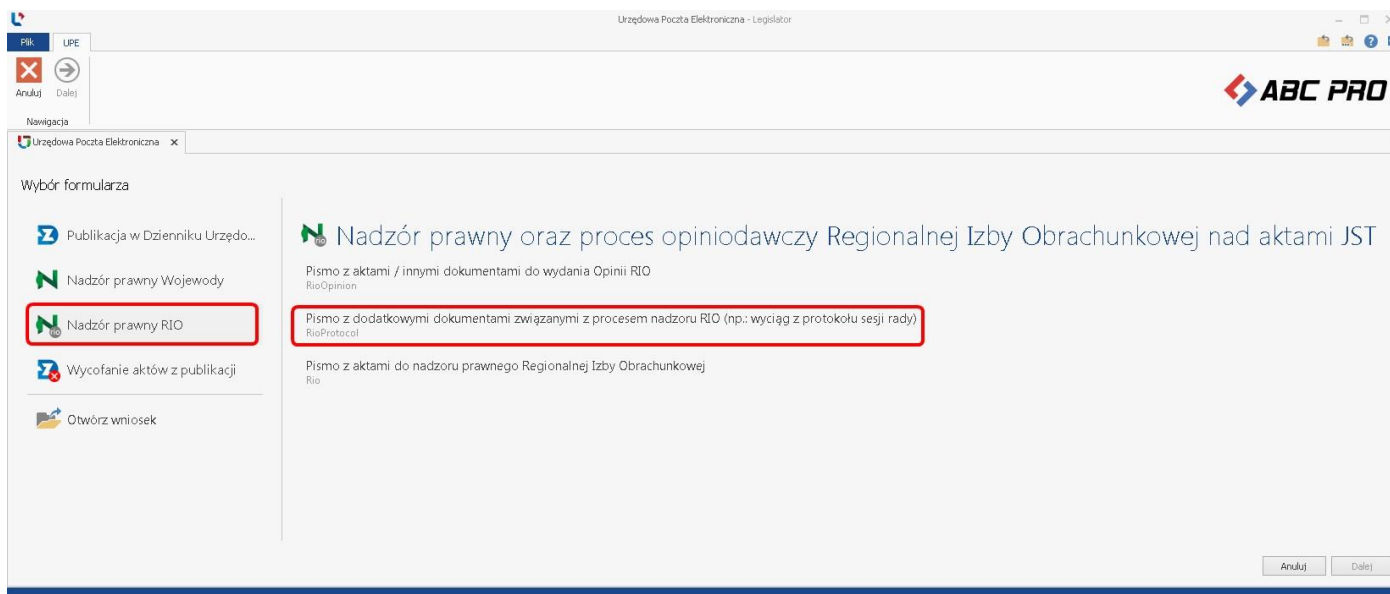 Urzędowa Poczta Elektroniczna - Legislator
Plik UPE
Anuluj Dalej
ABC PRO
Nawigacja
Urzędowa Poczta Elektroniczna
Wybór formularza
Publikacja w Dzienniku Urzędo...
Nadzór prawny Wojewody
Nadzór prawny RIO
Wycofanie aktów z publikacji
Otwórz wniosek
Nadzór prawny oraz proces opiniodawczy Regionalnej Izby Obrachunkowej nad aktami JST
Pismo z aktami / innymi dokumentami do wydania Opinii RIO
RioOpinion
Pismo z dodatkowymi dokumentami związanymi z procesem nadzoru RIO (np.: wyciąg z protokołu sesji rady)
RioProtocol
Pismo z aktami do nadzoru prawnego Regionalnej Izby Obrachunkowej
Rio
Anuluj Dalej